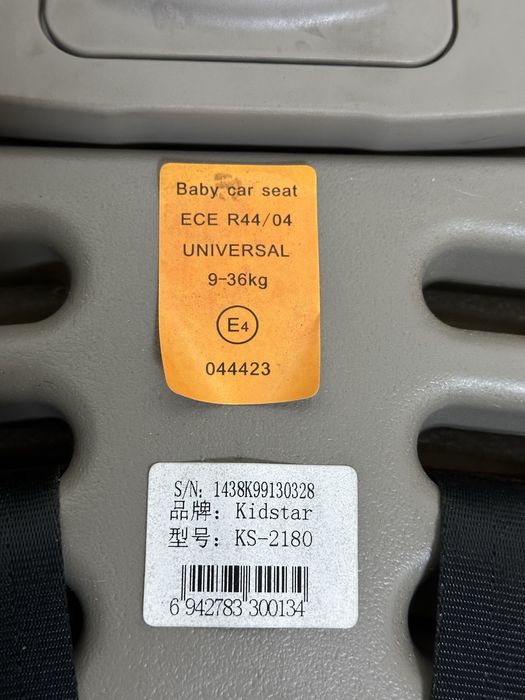 Baby car seat
ECE R44/04
UNIVERSAL
9-36kg
E4
044423
S/N: 1438K99130328
品牌: Kidstar
型号: KS-2180
6 942783 300134